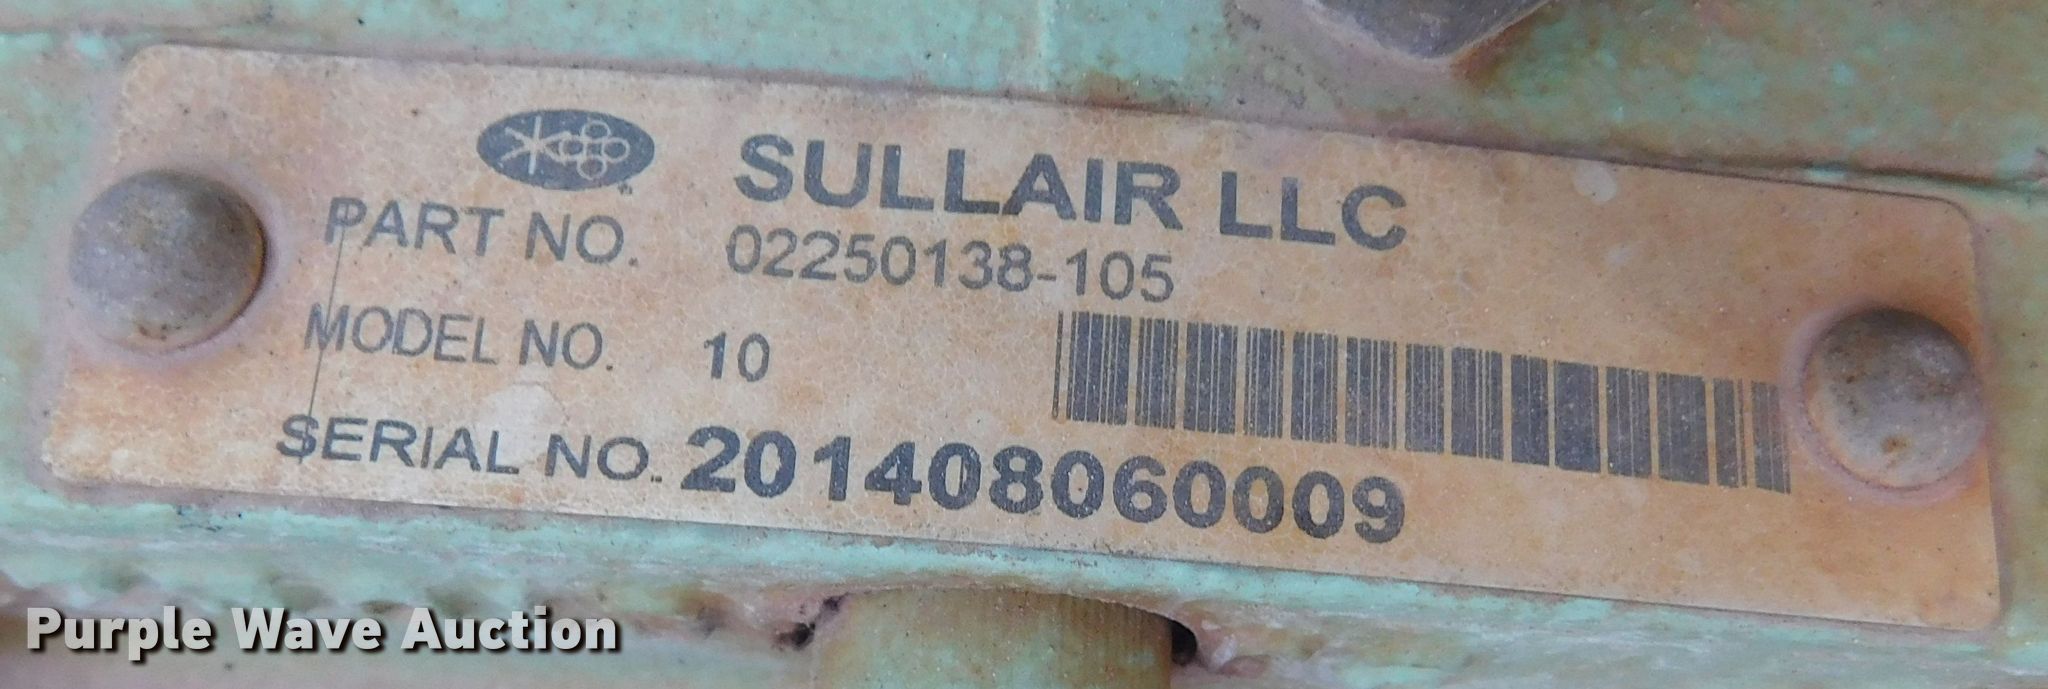 SULLAIR LLC
PART NO. 02250138-105
MODEL NO. 10
SERIAL NO. 201408060009
Purple Wave Auction